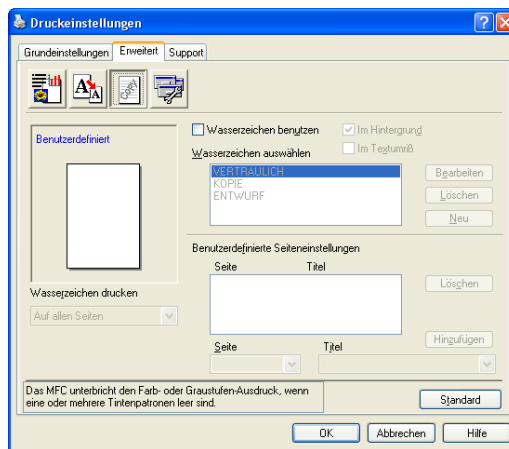 Druckeinstellungen
Grundeinstellungen Erweitert Support
Benutzerdefiniert
Wasserzeichen drucken
Auf allen Seiten
Wasserzeichen benutzen
Im Hintergrund
Im Textumriß
Wasserzeichen auswählen
VERTRAULICH
KOPIE
ENTWURF
Bearbeiten
Löschen
Neu
Benutzerdefinierte Seiteneinstellungen
Seite Titel
Löschen
Hinzufügen
Seite Titel
Das MFC unterbricht den Farb- oder Graustufen-Ausdruck, wenn
eine oder mehrere Tintenpatronen leer sind.
Standard
OK Abbrechen Hilfe